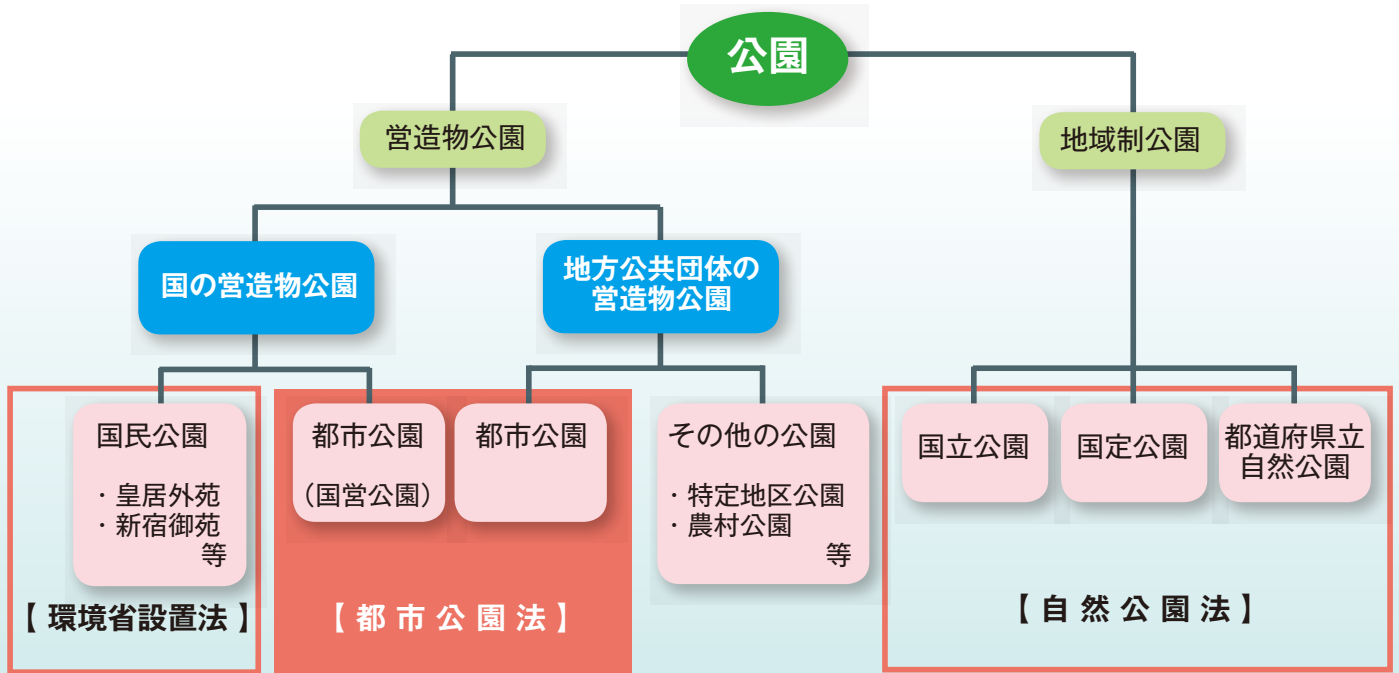 公園
営造物公園
地域制公園
国の営造物公園
地方公共団体の
営造物公園
国民公園
・皇居外苑
・新宿御苑
等
都市公園
（国営公園）
都市公園
その他の公園
・特定地区公園
・農村公園
等
国立公園
国定公園
都道府県立
自然公園
【環境省設置法】
【都市公園法】
【自然公園法】